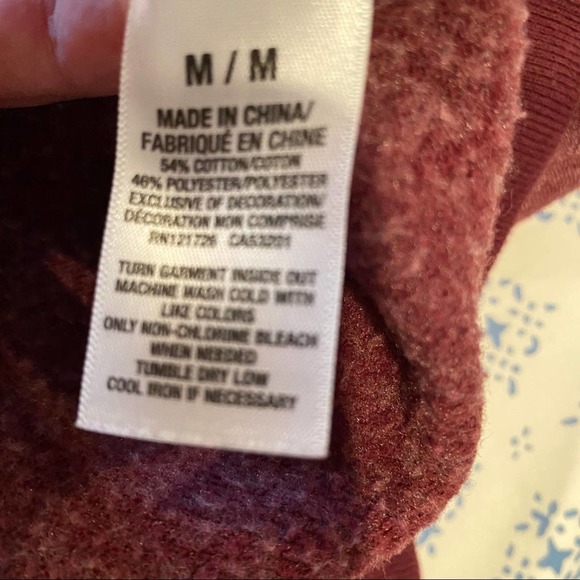 M / M
MADE IN CHINA/
FABRIQUÉ EN CHINE
54% COTTON/COTON
46% POLYESTER/POLYESTER
EXCLUSIVE OF DECORATION/
DÉCORATION NON COMPRISE
RN121726 CA53201
TURN GARMENT INSIDE OUT
MACHINE WASH COLD WITH
LIKE COLORS
ONLY NON-CHLORINE BLEACH
WHEN NEEDED
TUMBLE DRY LOW
COOL IRON IF NECESSARY